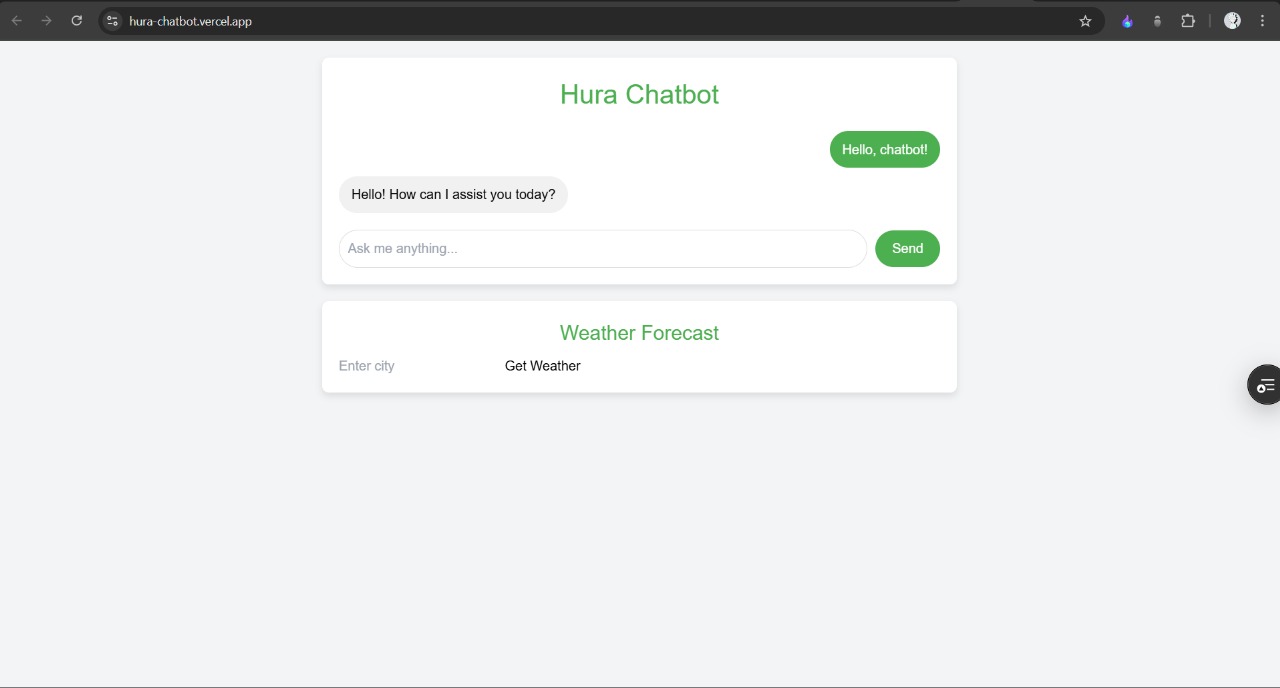 hura-chatbot.vercel.app
Hura Chatbot
Hello, chatbot!
Hello! How can I assist you today?
Ask me anything...
Send
Weather Forecast
Enter city
Get Weather